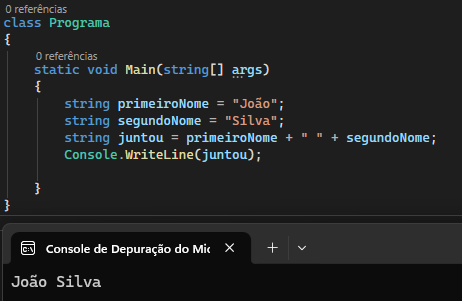 0 referências
class Programa
{
0 referências
static void Main(string[] args)
{
string primeiroNome = "João";
string segundoNome = "Silva";
string juntou = primeiroNome + " " + segundoNome;
Console.WriteLine(juntou);
}
}
Console de Depuração do Mic
João Silva